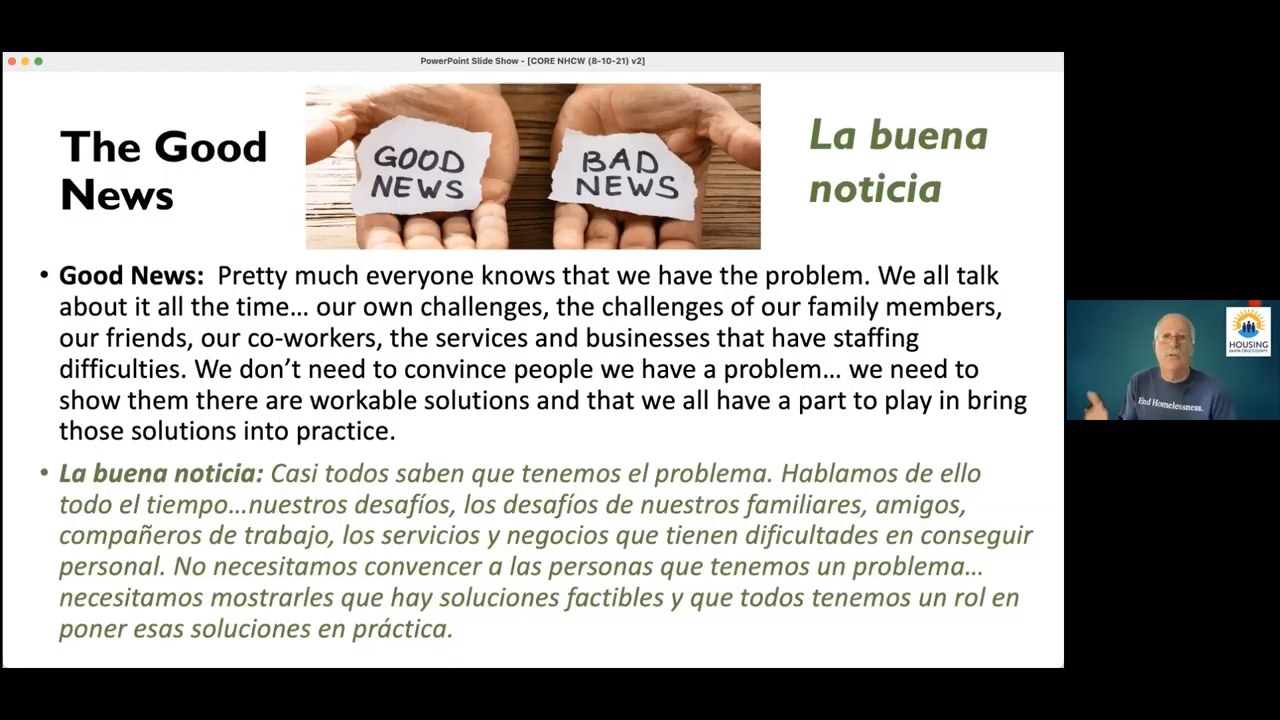 PowerPoint Slide Show - [CORE NHCW (8-10-21) v2]
The Good
News
GOOD
NEWS
BAD
NEWS
La buena
noticia
• Good News:  Pretty much everyone knows that we have the problem. We all talk
about it all the time… our own challenges, the challenges of our family members,
our friends, our co-workers, the services and businesses that have staffing
difficulties. We don’t need to convince people we have a problem… we need to
show them there are workable solutions and that we all have a part to play in bring
those solutions into practice.
• La buena noticia: Casi todos saben que tenemos el problema. Hablamos de ello
todo el tiempo…nuestros desafíos, los desafíos de nuestros familiares, amigos,
compañeros de trabajo, los servicios y negocios que tienen dificultades en conseguir
personal. No necesitamos convencer a las personas que tenemos un problema…
necesitamos mostrarles que hay soluciones factibles y que todos tenemos un rol en
poner esas soluciones en práctica.
HOUSING
SANTA CRUZ COUNTY
End Homelessness.